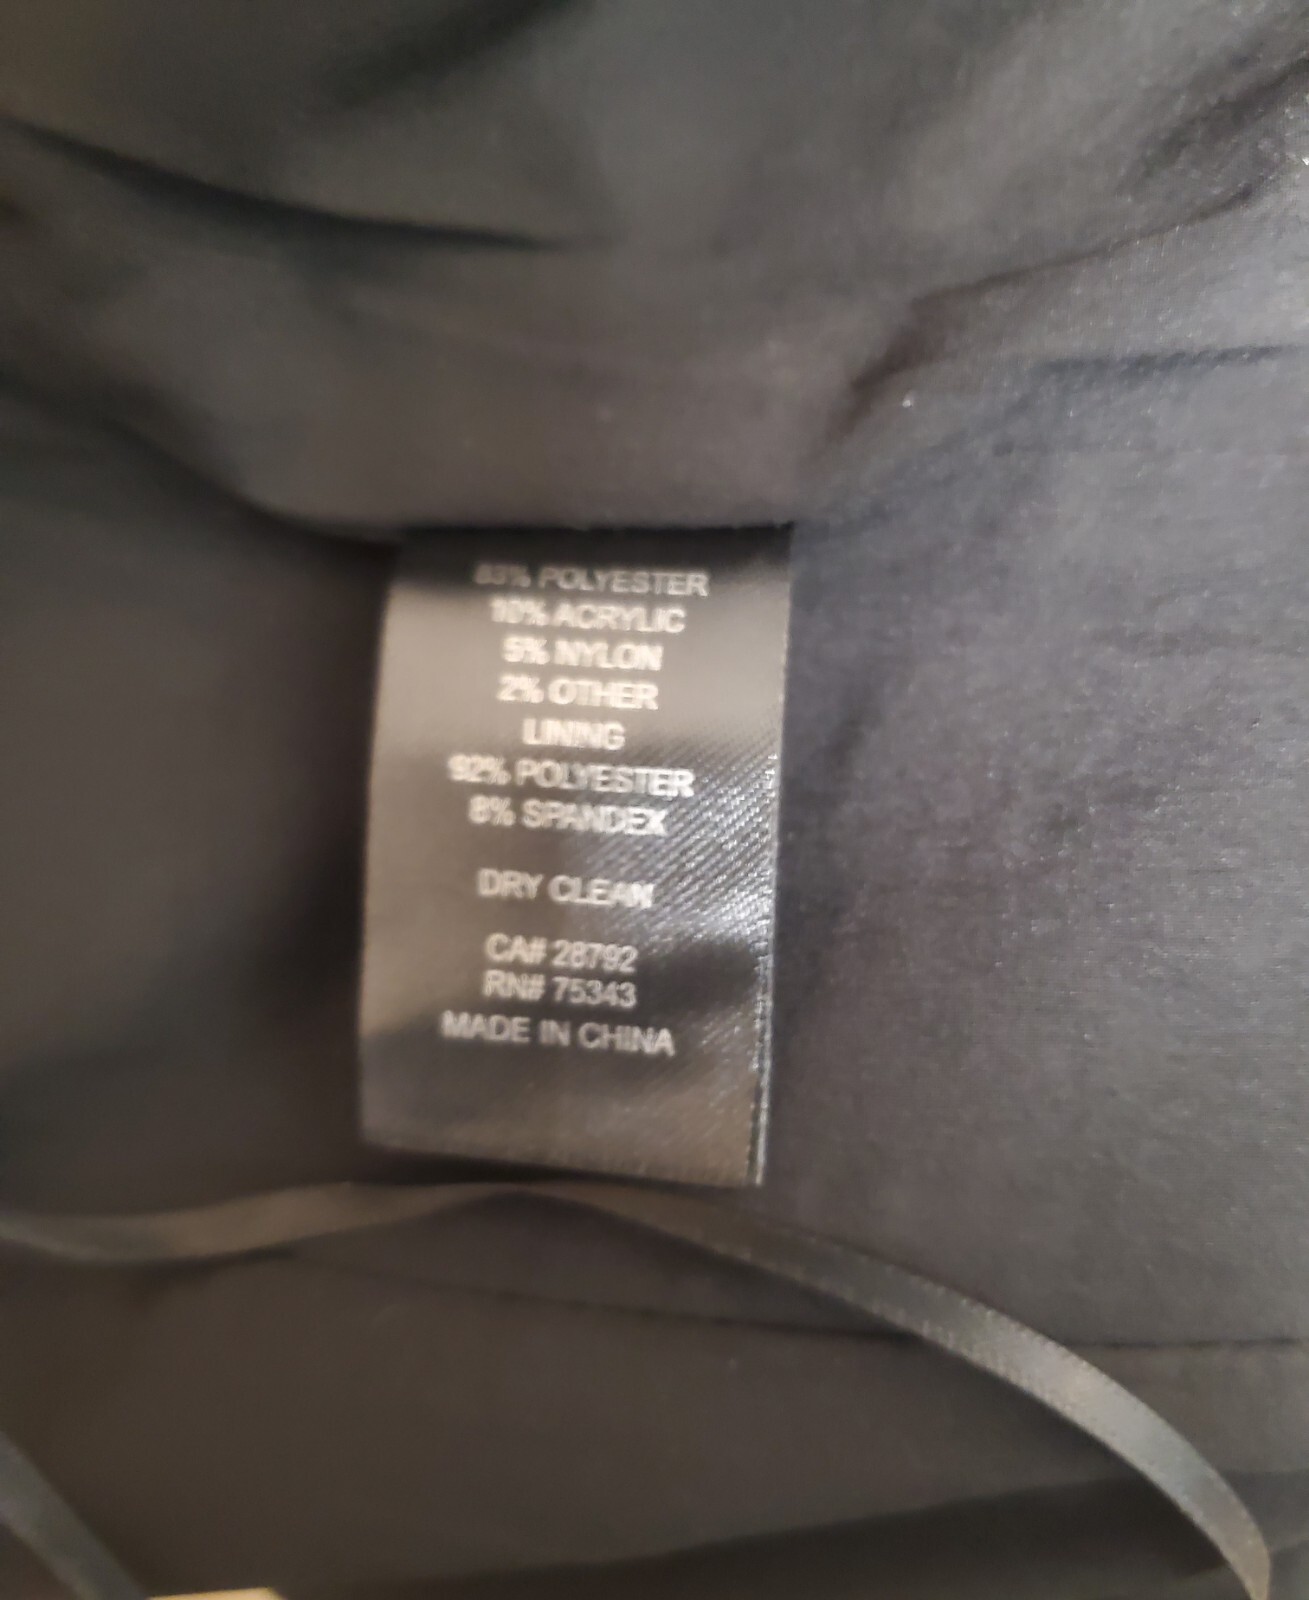 83% POLYESTER
10% ACRYLIC
5% NYLON
2% OTHER
LINING
92% POLYESTER
8% SPANDEX
DRY CLEAN
CA# 28792
RN# 75343
MADE IN CHINA